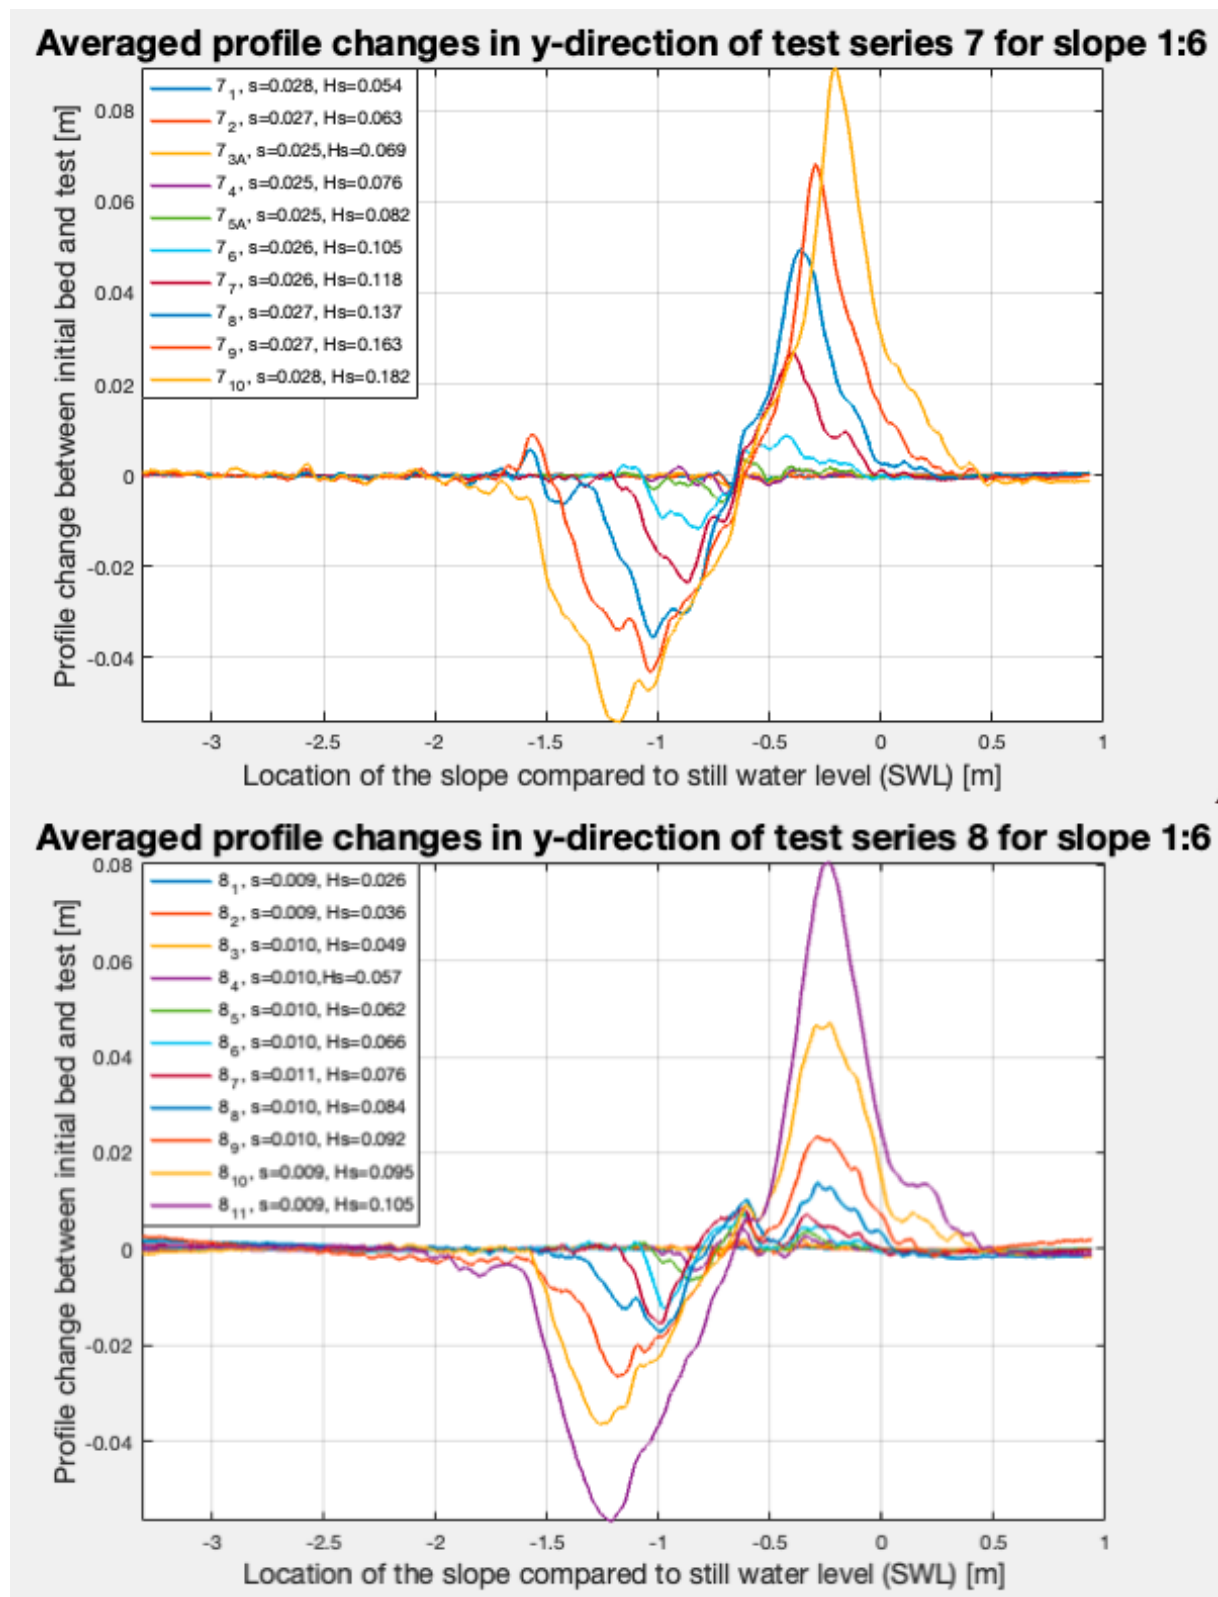 Averaged profile changes in y-direction of test series 7 for slope 1:6
7₁, s=0.028, Hs=0.054
7₂, s=0.027, Hs=0.063
7₃A, s=0.025,Hs=0.069
7₄, s=0.025, Hs=0.076
7₅A, s=0.025, Hs=0.082
7₆, s=0.026, Hs=0.105
7₇, s=0.026, Hs=0.118
7₈, s=0.027, Hs=0.137
7₉, s=0.027, Hs=0.163
7₁₀, s=0.028, Hs=0.182
Profile change between initial bed and test [m]
0.08
0.06
0.04
0.02
0
-0.02
-0.04
-3 -2.5 -2 -1.5 -1 -0.5 0 0.5 1
Location of the slope compared to still water level (SWL) [m]
Averaged profile changes in y-direction of test series 8 for slope 1:6
8₁, s=0.009, Hs=0.026
8₂, s=0.009, Hs=0.036
8₃, s=0.010, Hs=0.049
8₄, s=0.010,Hs=0.057
8₅, s=0.010, Hs=0.062
8₆, s=0.010, Hs=0.066
8₇, s=0.011, Hs=0.076
8₈, s=0.010, Hs=0.084
8₉, s=0.010, Hs=0.092
8₁₀, s=0.009, Hs=0.095
8₁₁, s=0.009, Hs=0.105
Profile change between initial bed and test [m]
0.08
0.06
0.04
0.02
0
-0.02
-0.04
-3 -2.5 -2 -1.5 -1 -0.5 0 0.5 1
Location of the slope compared to still water level (SWL) [m]